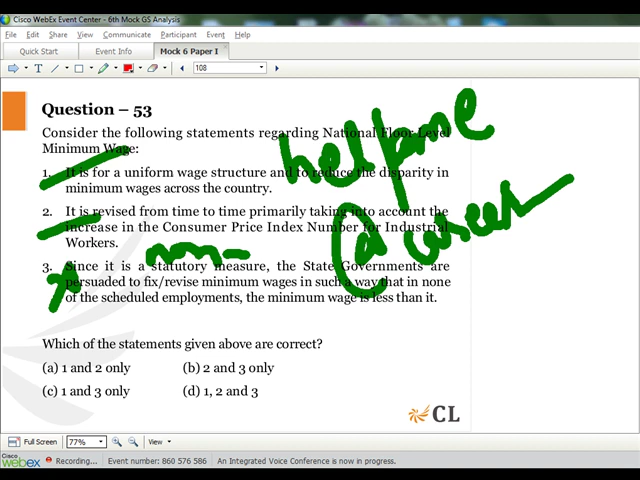 Cisco WebEx Event Center - 6th Mock GS Analysis
File Edit Share View Communicate Participant Event Help
Quick Start Event Info Mock 6 Paper I
T 108
Question – 53
Consider the following statements regarding National Floor Level
Minimum Wage:
1. It is for a uniform wage structure and to reduce the disparity in
minimum wages across the country.
2. It is revised from time to time primarily taking into account the
increase in the Consumer Price Index Number for Industrial
Workers.
3. Since it is a statutory measure, the State Governments are
persuaded to fix/revise minimum wages in such a way that in none
of the scheduled employments, the minimum wage is less than it.
helpme
@
career
non-
Which of the statements given above are correct?
(a) 1 and 2 only (b) 2 and 3 only
(c) 1 and 3 only (d) 1, 2 and 3
CL
Full Screen 77% View
Cisco
webex Recording... Event number: 860 576 586 An Integrated Voice Conference is now in progress.